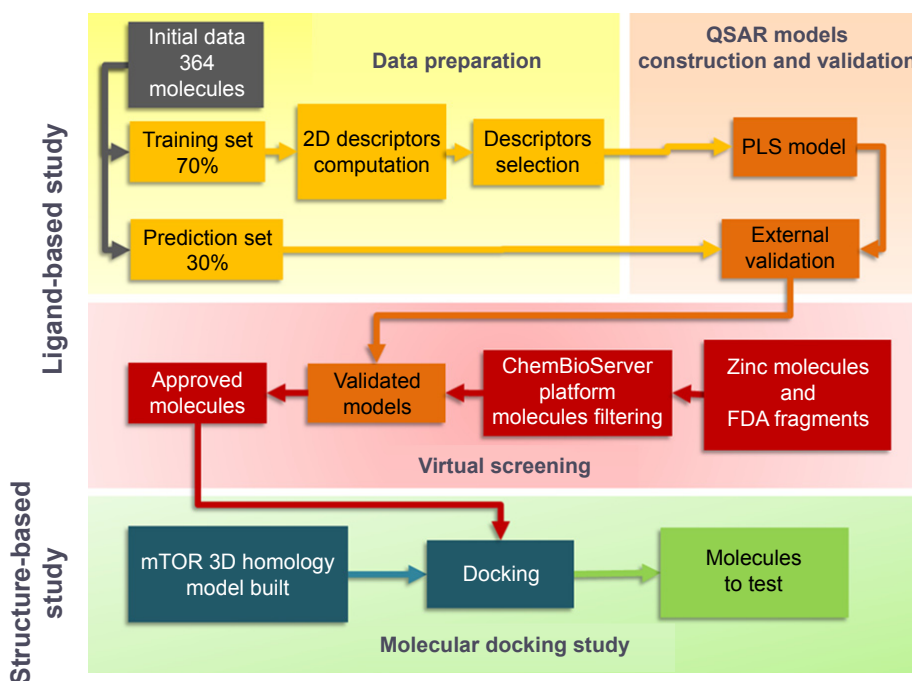 Initial data
364
molecules
Data preparation
QSAR models
construction and validation
Training set
70%
2D descriptors
computation
Descriptors
selection
PLS model
Prediction set
30%
External
validation
Ligand-based study
Approved
molecules
Validated
models
ChemBioServer
platform
molecules filtering
Zinc molecules
and
FDA fragments
Virtual screening
Structure-based
study
mTOR 3D homology
model built
Docking
Molecules
to test
Molecular docking study